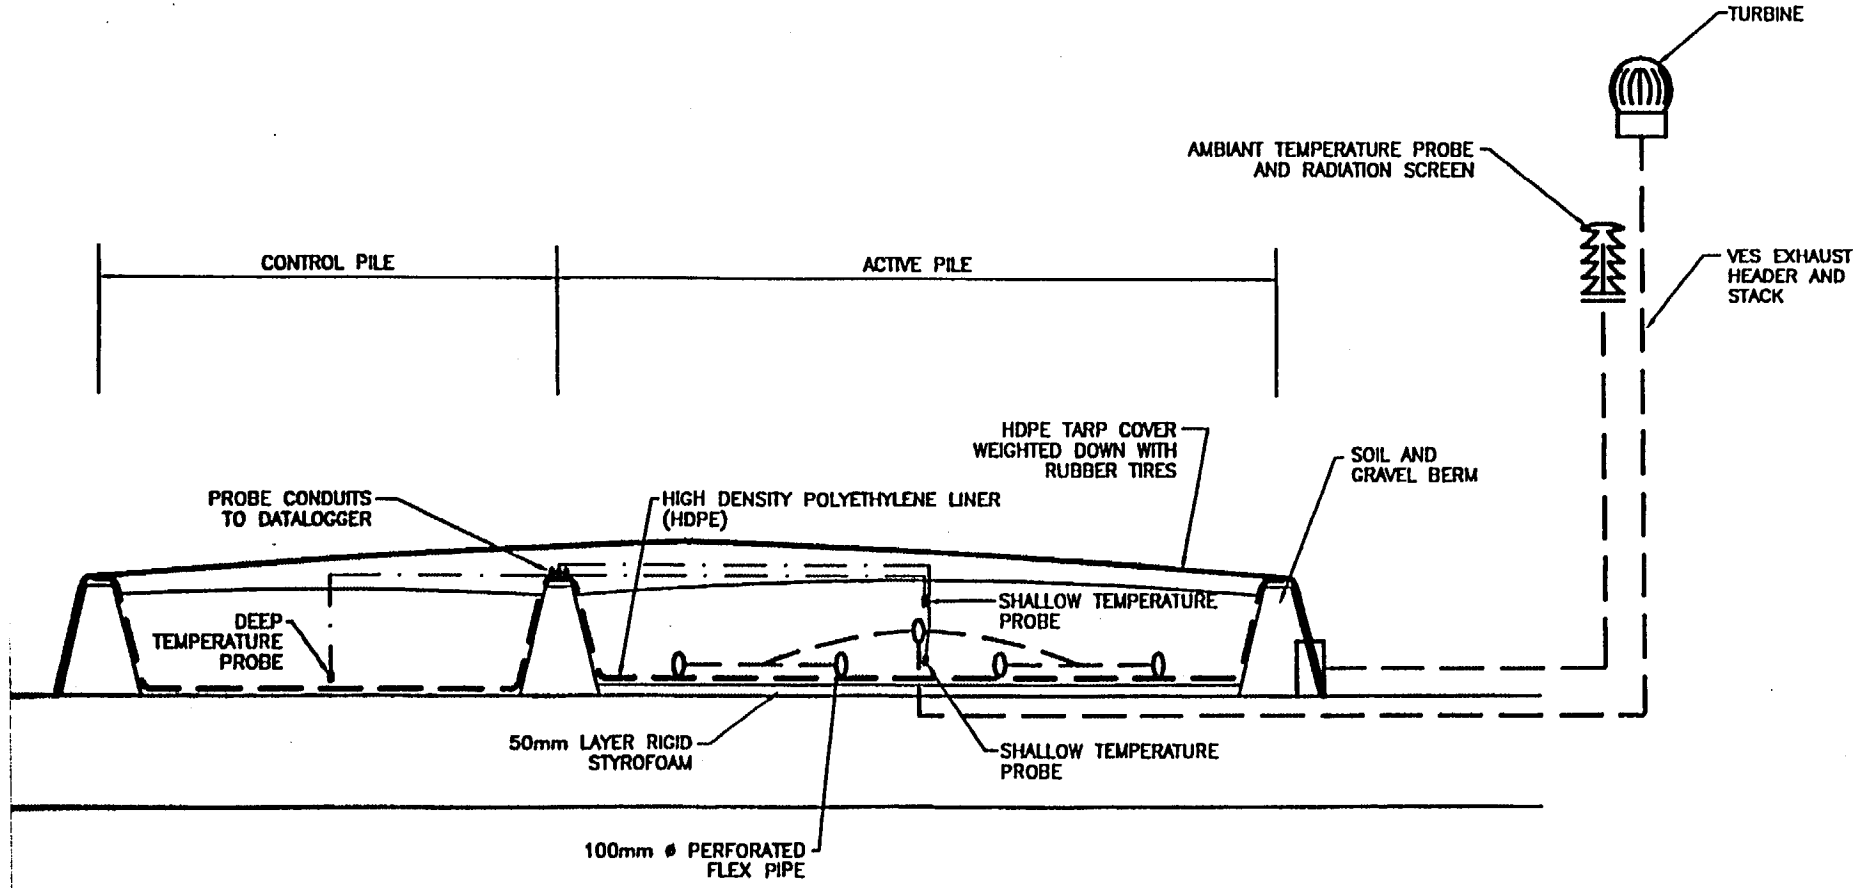 TURBINE
AMBIANT TEMPERATURE PROBE
AND RADIATION SCREEN
VES EXHAUST
HEADER AND
STACK
CONTROL PILE
ACTIVE PILE
HDPE TARP COVER
WEIGHTED DOWN WITH
RUBBER TIRES
SOIL AND
GRAVEL BERM
PROBE CONDUITS
TO DATALOGGER
HIGH DENSITY POLYETHYLENE LINER
(HDPE)
DEEP
TEMPERATURE
PROBE
SHALLOW TEMPERATURE
PROBE
50mm LAYER RIGID
STYROFOAM
SHALLOW TEMPERATURE
PROBE
100mm ø PERFORATED
FLEX PIPE